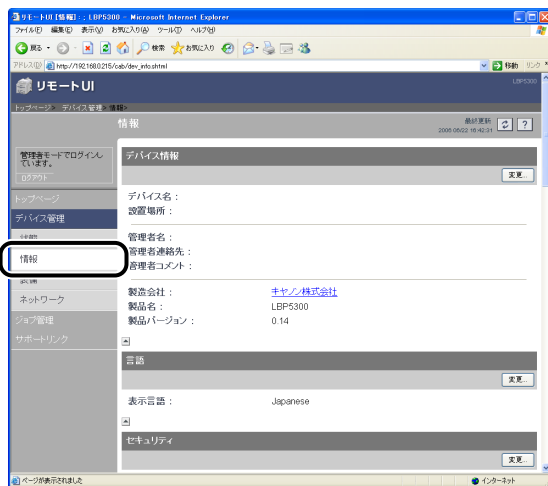 リモートUI [情報] : ; LBP5300 - Microsoft Internet Explorer
ファイル(F) 編集(E) 表示(V) お気に入り(A) ツール(T) ヘルプ(H)
戻る 検索 お気に入り
アドレス(D) http://192.168.0.215/cab/dev_info.shtml 移動 リンク
リモートUI LBP5300
トップページ> デバイス管理> 情報>
情報 最終更新
2006 06/22 16:42:31 ?
管理者モードでログインしています。
ログアウト
トップページ
デバイス管理
状態
情報
ネットワーク
ジョブ管理
サポートリンク
デバイス情報
変更...
デバイス名 :
設置場所 :
管理者名 :
管理者連絡先 :
管理者コメント :
製造会社 : キヤノン株式会社
製品名 : LBP5300
製品バージョン : 0.14
言語
変更...
表示言語 : Japanese
セキュリティ
変更...
ページが表示されました インターネット